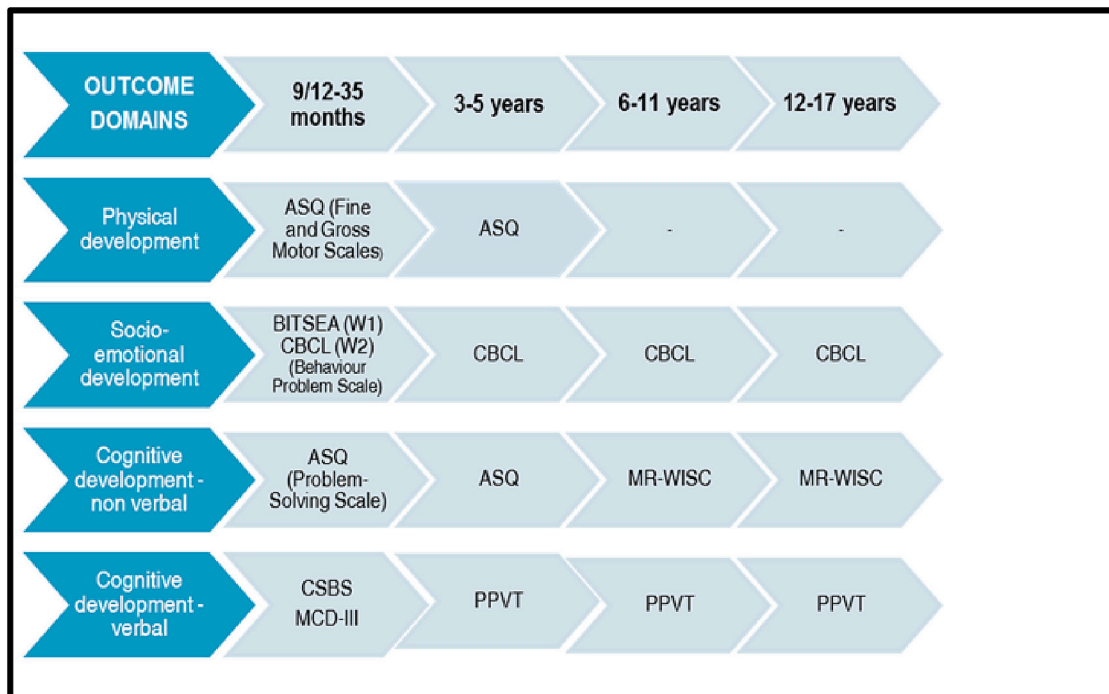 OUTCOME
DOMAINS
9/12-35
months
3-5 years
6-11 years
12-17 years
Physical
development
ASQ (Fine
and Gross
Motor Scales)
ASQ
-
-
Socio-
emotional
development
BITSEA (W1)
CBCL (W2)
(Behaviour
Problem Scale)
CBCL
CBCL
CBCL
Cognitive
development -
non verbal
ASQ
(Problem-
Solving Scale)
ASQ
MR-WISC
MR-WISC
Cognitive
development -
verbal
CSBS
MCD-III
PPVT
PPVT
PPVT